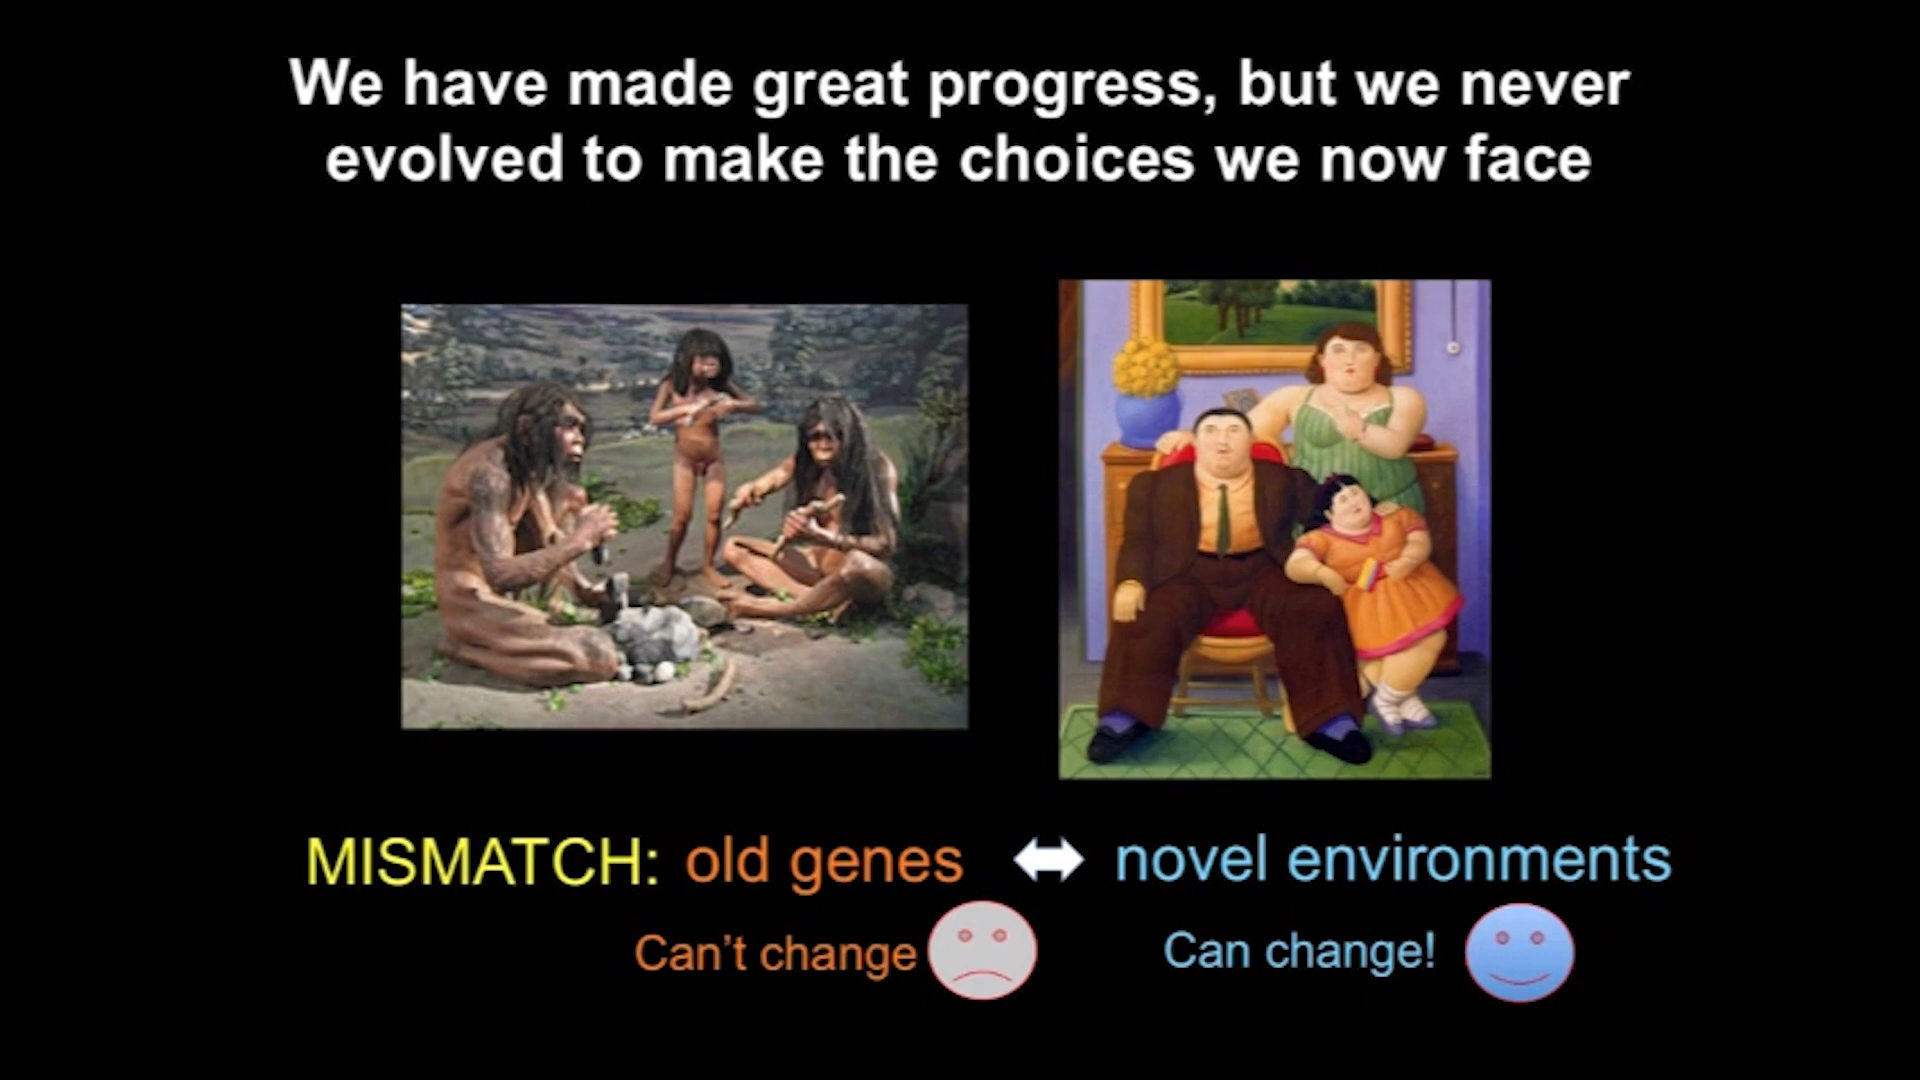 We have made great progress, but we never
evolved to make the choices we now face
MISMATCH: old genes ⬌ novel environments
Can't change
Can change!